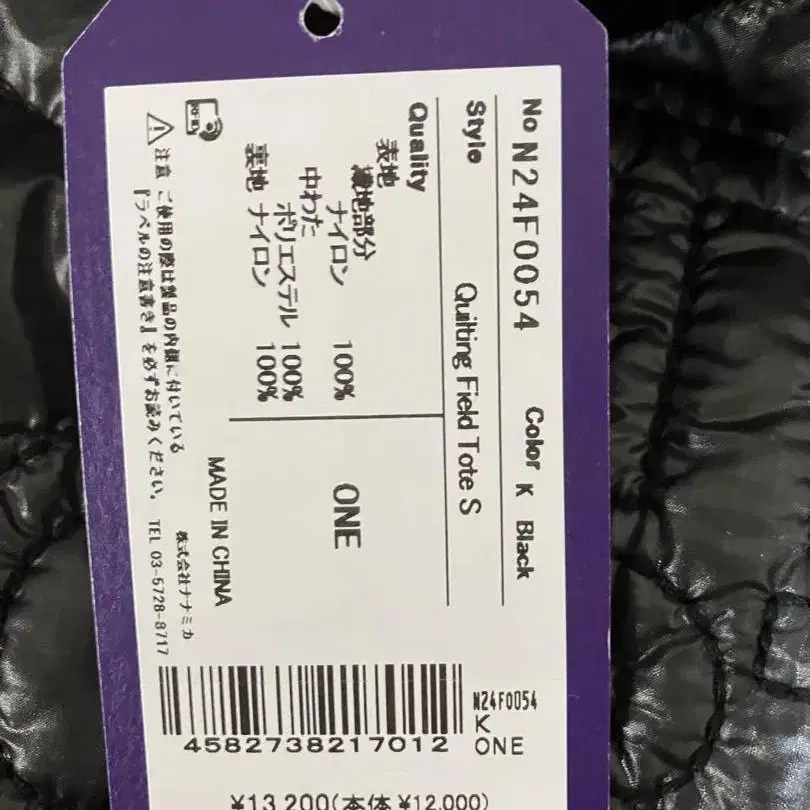 No N24F0054 Color K Black
Style Quilting Field Tote S
Quality
表地
織地部分
ナイロン 100%
中わた
ポリエステル 100%
裏地 ナイロン 100%
ONE
MADE IN CHINA
注意 ご使用の際は製品の内側に付いている
『ラベルの注意書き』を必ずお読みください。
株式会社ナナミカ
TEL 03-5728-8717
4582738217012
N24F0054
K
ONE
¥13,200(本体 ¥12,000)